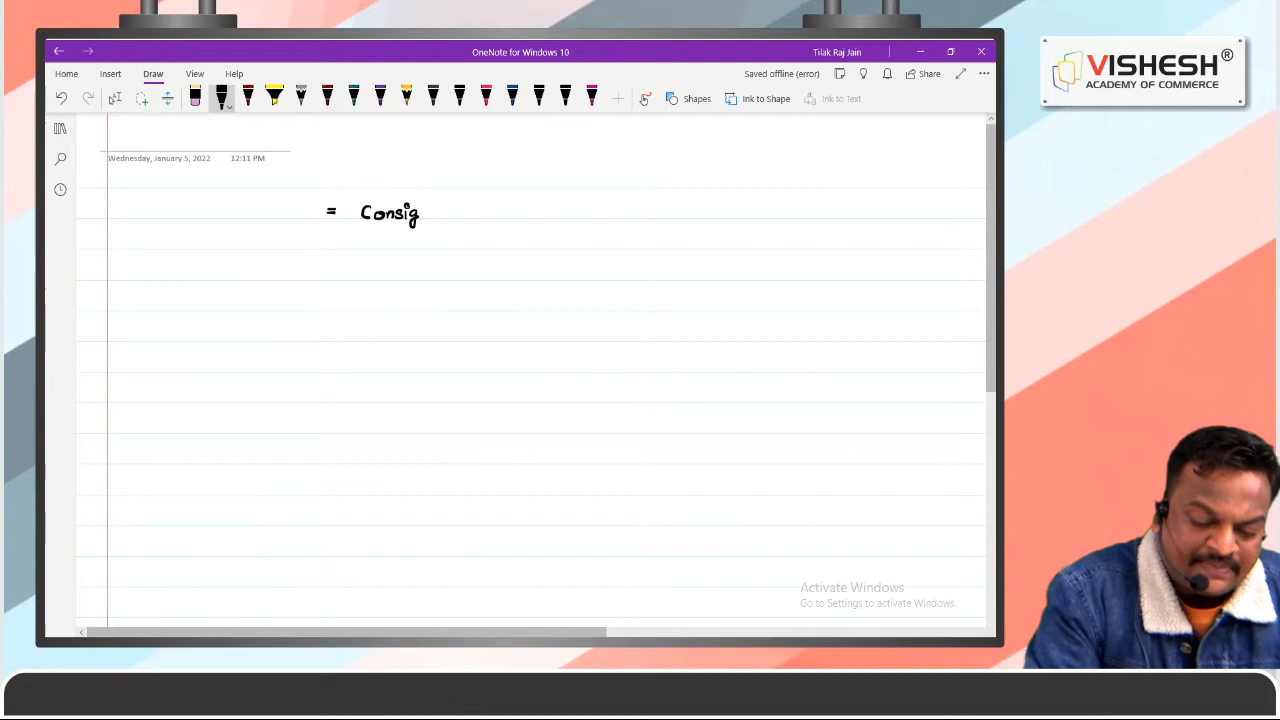 OneNote for Windows 10
Tilak Raj Jain
Home Insert Draw View Help
Saved offline (error)
Share
Shapes
Ink to Shape
Ink to Text
Wednesday, January 5, 2022 12:11 PM
= Consig
Activate Windows
Go to Settings to activate Windows.
VISHESH ®
ACADEMY OF COMMERCE